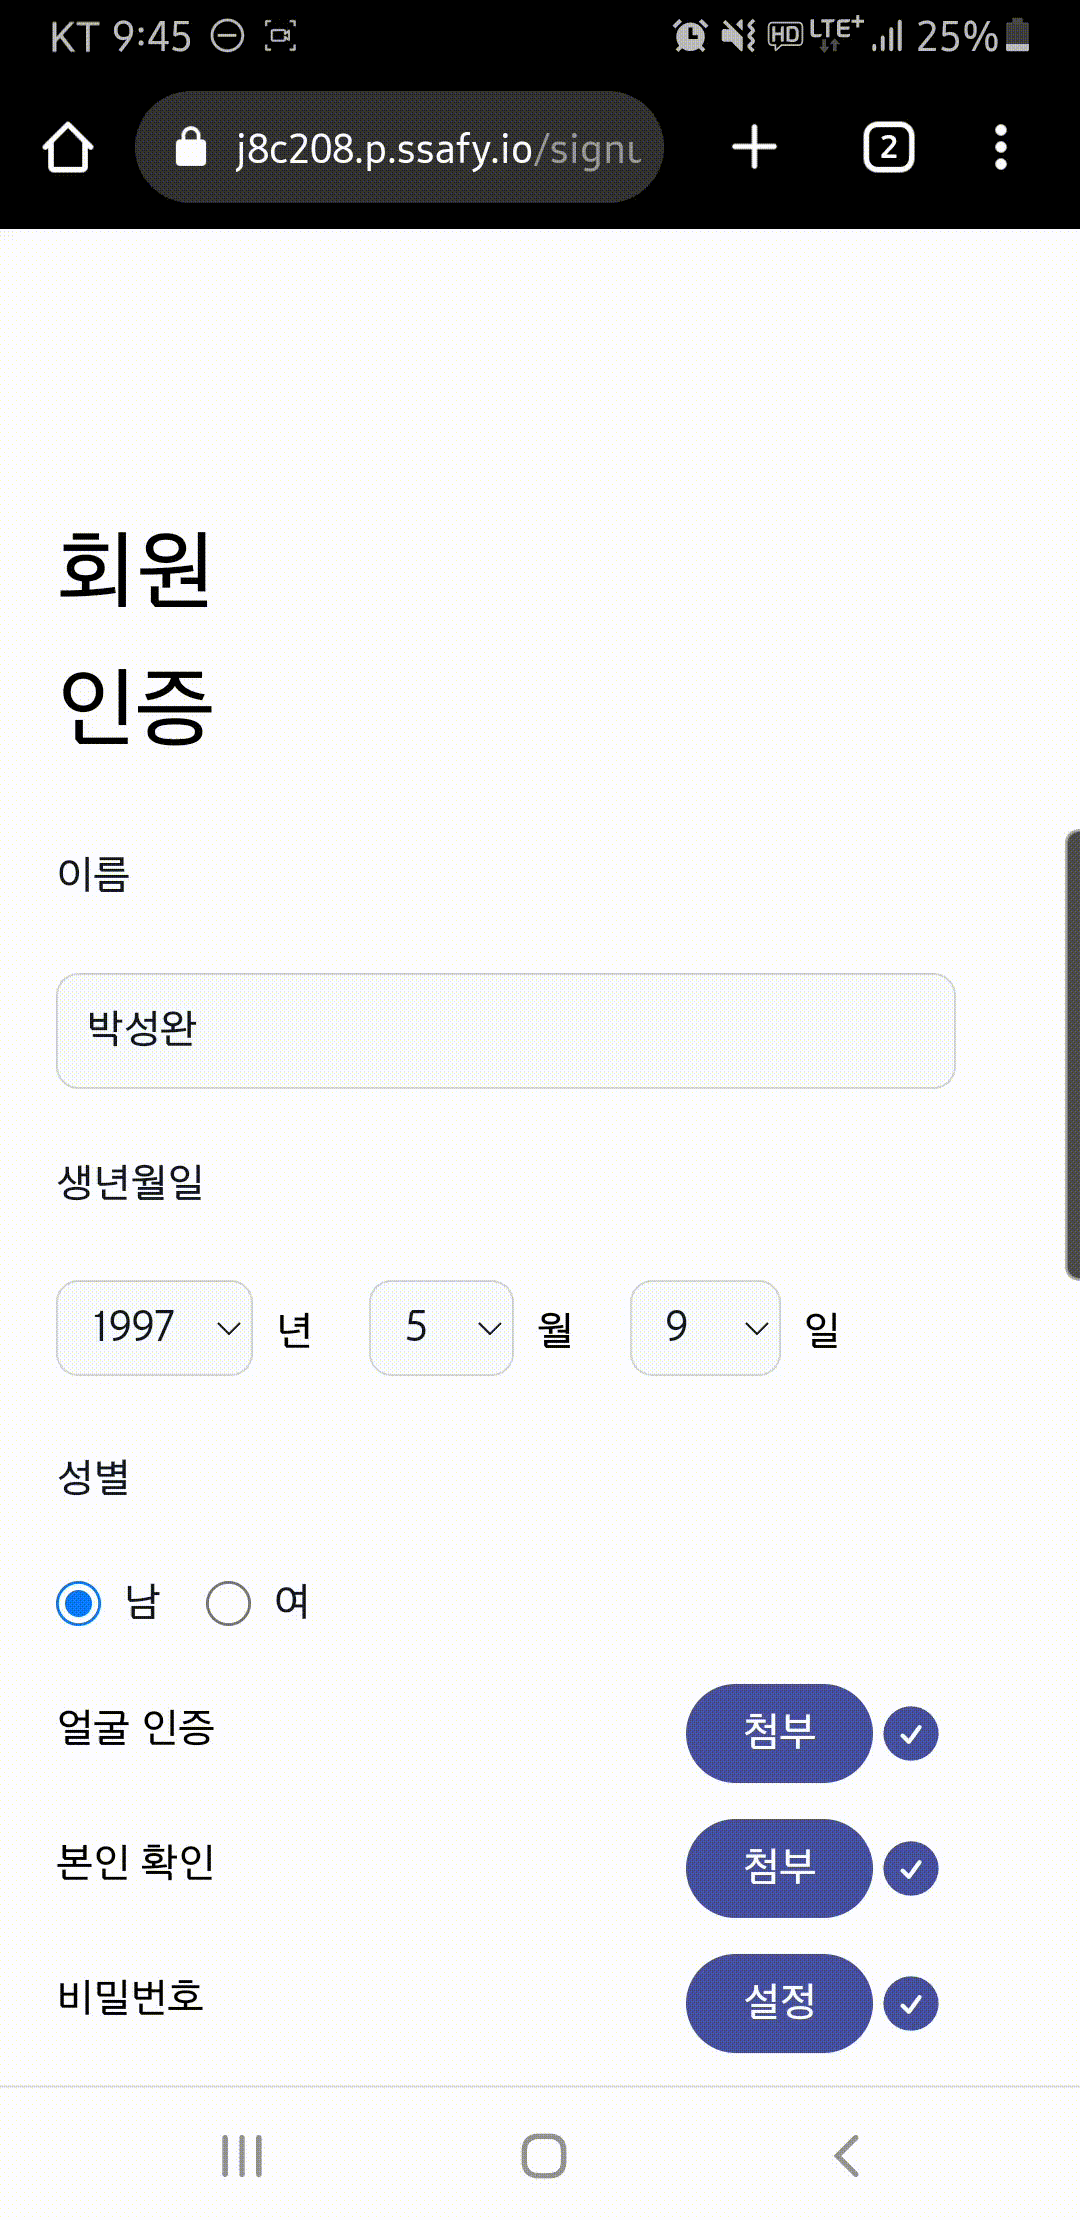 KT 9:45 HD LTE+ 25%
j8c208.p.ssafy.io/signu 2
회원
인증
이름
박성완
생년월일
1997 년 5 월 9 일
성별
남 여
얼굴 인증 첨부
본인 확인 첨부
비밀번호 설정